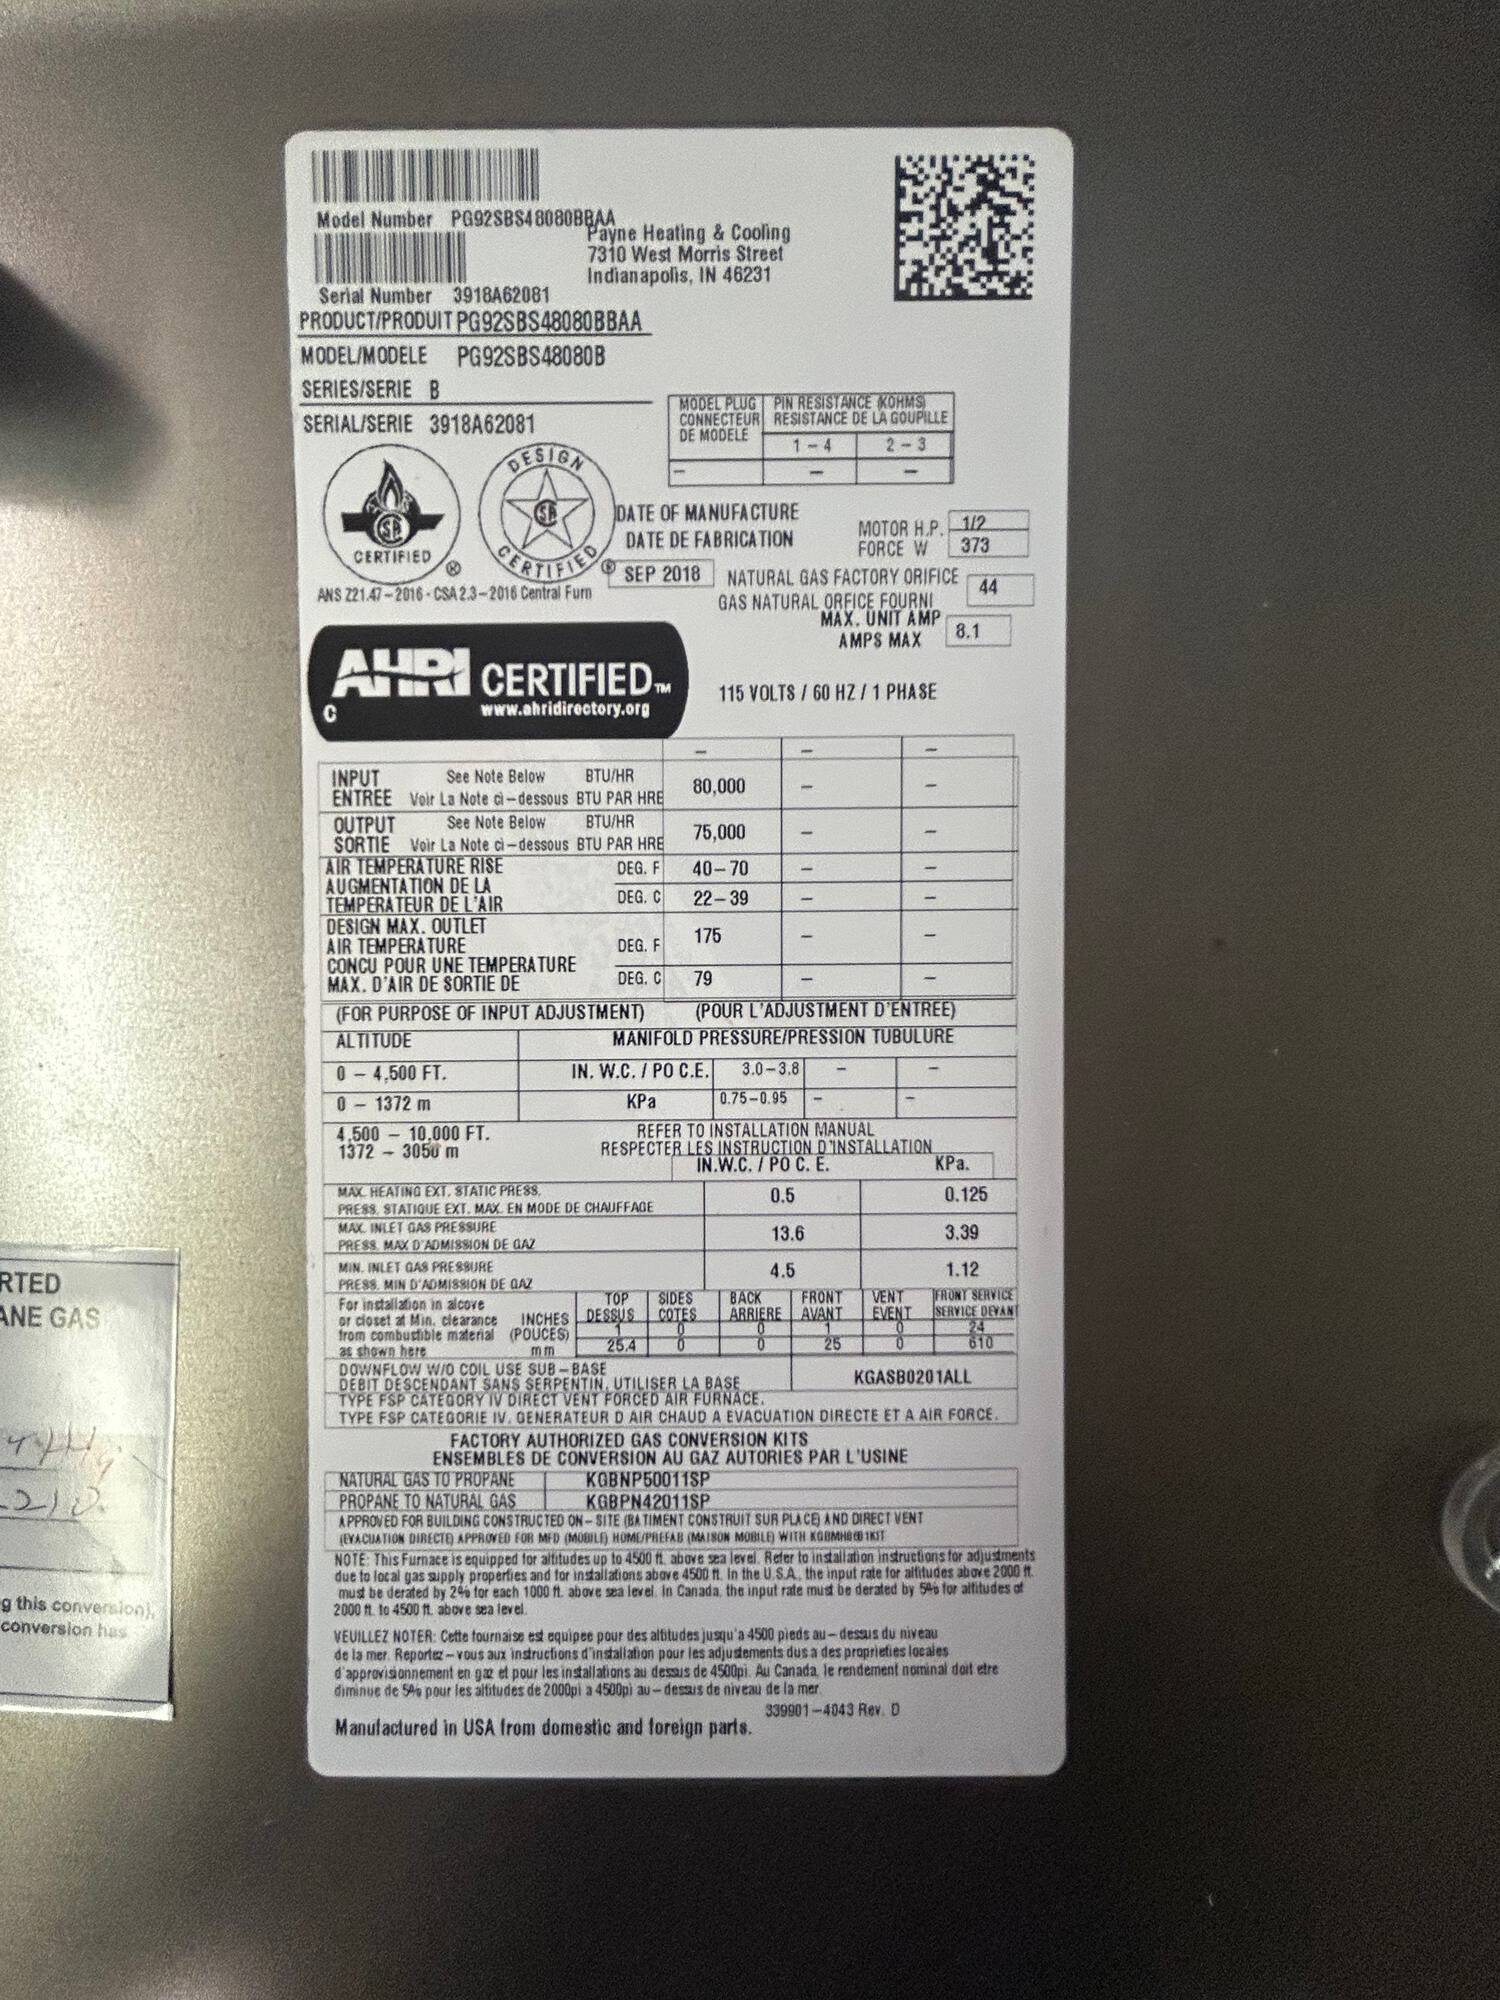 Model Number PG92SBS48080BBAA
Payne Heating & Cooling
7310 West Morris Street
Indianapolis, IN 46231
Serial Number 3918A62081
PRODUCT/PRODUIT PG92SBS48080BBAA
MODEL/MODELE PG92SBS48080B
SERIES/SERIE B
SERIAL/SERIE 3918A62081
MODEL PLUG CONNECTEUR DE MODELE
PIN RESISTANCE (KOHMS)
RESISTANCE DE LA GOUPILLE
1 – 4 2 – 3
– – –
CERTIFIED ®
DESIGN CERTIFIED ®
ANS Z21.47–2016 - CSA 2.3–2016 Central Furn
DATE OF MANUFACTURE
DATE DE FABRICATION
SEP 2018
MOTOR H.P. 1/2
FORCE W 373
NATURAL GAS FACTORY ORIFICE 44
GAS NATURAL ORFICE FOURNI
MAX. UNIT AMP 8.1
AMPS MAX
AHRI CERTIFIED™
C www.ahridirectory.org
115 VOLTS / 60 HZ / 1 PHASE
– – –
INPUT See Note Below BTU/HR 80,000 – –
ENTREE Voir La Note ci–dessous BTU PAR HRE
OUTPUT See Note Below BTU/HR 75,000 – –
SORTIE Voir La Note ci–dessous BTU PAR HRE
AIR TEMPERATURE RISE DEG. F 40–70 – –
AUGMENTATION DE LA
TEMPERATEUR DE L'AIR DEG. C 22–39 – –
DESIGN MAX. OUTLET
AIR TEMPERATURE DEG. F 175 – –
CONCU POUR UNE TEMPERATURE
MAX. D'AIR DE SORTIE DE DEG. C 79 – –
(FOR PURPOSE OF INPUT ADJUSTMENT) (POUR L'ADJUSTMENT D'ENTREE)
ALTITUDE MANIFOLD PRESSURE/PRESSION TUBULURE
0 – 4,500 FT. IN. W.C. / PO C.E. 3.0–3.8 – –
0 – 1372 m KPa 0.75–0.95 – –
4,500 – 10,000 FT. REFER TO INSTALLATION MANUAL
1372 – 3050 m RESPECTER LES INSTRUCTION D'INSTALLATION
IN.W.C. / PO C. E. KPa.
MAX. HEATING EXT. STATIC PRESS. 0.5 0.125
PRESS. STATIQUE EXT. MAX. EN MODE DE CHAUFFAGE
MAX. INLET GAS PRESSURE 13.6 3.39
PRESS. MAX D'ADMISSION DE GAZ
MIN. INLET GAS PRESSURE 4.5 1.12
PRESS. MIN D'ADMISSION DE GAZ
For installation in alcove
or closet at Min. clearance
from combustible material
as shown here
INCHES (POUCES)
mm
TOP DESSUS SIDES COTES BACK ARRIERE FRONT AVANT VENT EVENT FRONT SERVICE SERVICE DEVANT
1 0 0 1 0 24
25.4 0 0 25 0 610
DOWNFLOW W/O COIL USE SUB–BASE KGASB0201ALL
DEBIT DESCENDANT SANS SERPENTIN, UTILISER LA BASE
TYPE FSP CATEGORY IV DIRECT VENT FORCED AIR FURNACE.
TYPE FSP CATEGORIE IV. GENERATEUR D AIR CHAUD A EVACUATION DIRECTE ET A AIR FORCE.
FACTORY AUTHORIZED GAS CONVERSION KITS
ENSEMBLES DE CONVERSION AU GAZ AUTORIES PAR L'USINE
NATURAL GAS TO PROPANE KGBNP50011SP
PROPANE TO NATURAL GAS KGBPN42011SP
APPROVED FOR BUILDING CONSTRUCTED ON–SITE (BATIMENT CONSTRUIT SUR PLACE) AND DIRECT VENT
(EVACUATION DIRECTE) APPROVED FOR MFD (MOBILE) HOME/PREFAB (MAISON MOBILE) WITH
NOTE: This Furnace is equipped for altitudes up to 4500 ft. above sea level. Refer to installation instructions for adjustments
due to local gas supply properties and for installations above 4500 ft. In the U.S.A., the input rate for altitudes above 2000 ft.
must be derated by 2% for each 1000 ft. above sea level. In Canada, the input rate must be derated by 5% for altitudes of
2000 ft. to 4500 ft. above sea level.
VEUILLEZ NOTER: Cette fournaise est equipee pour des altitudes jusqu'a 4500 pieds au–dessus du niveau
de la mer. Reportez–vous aux instructions d'installation pour les adjustements dus a des proprieties locales
d'approvisionnement en gaz et pour les installations au dessus de 4500pi. Au Canada, le rendement nominal doit etre
diminue de 5% pour les altitudes de 2000pi a 4500pi au–dessus de niveau de la mer.
339901–4043 Rev. D
Manufactured in USA from domestic and foreign parts.
RTED
ANE GAS
g this conversion),
conversion has